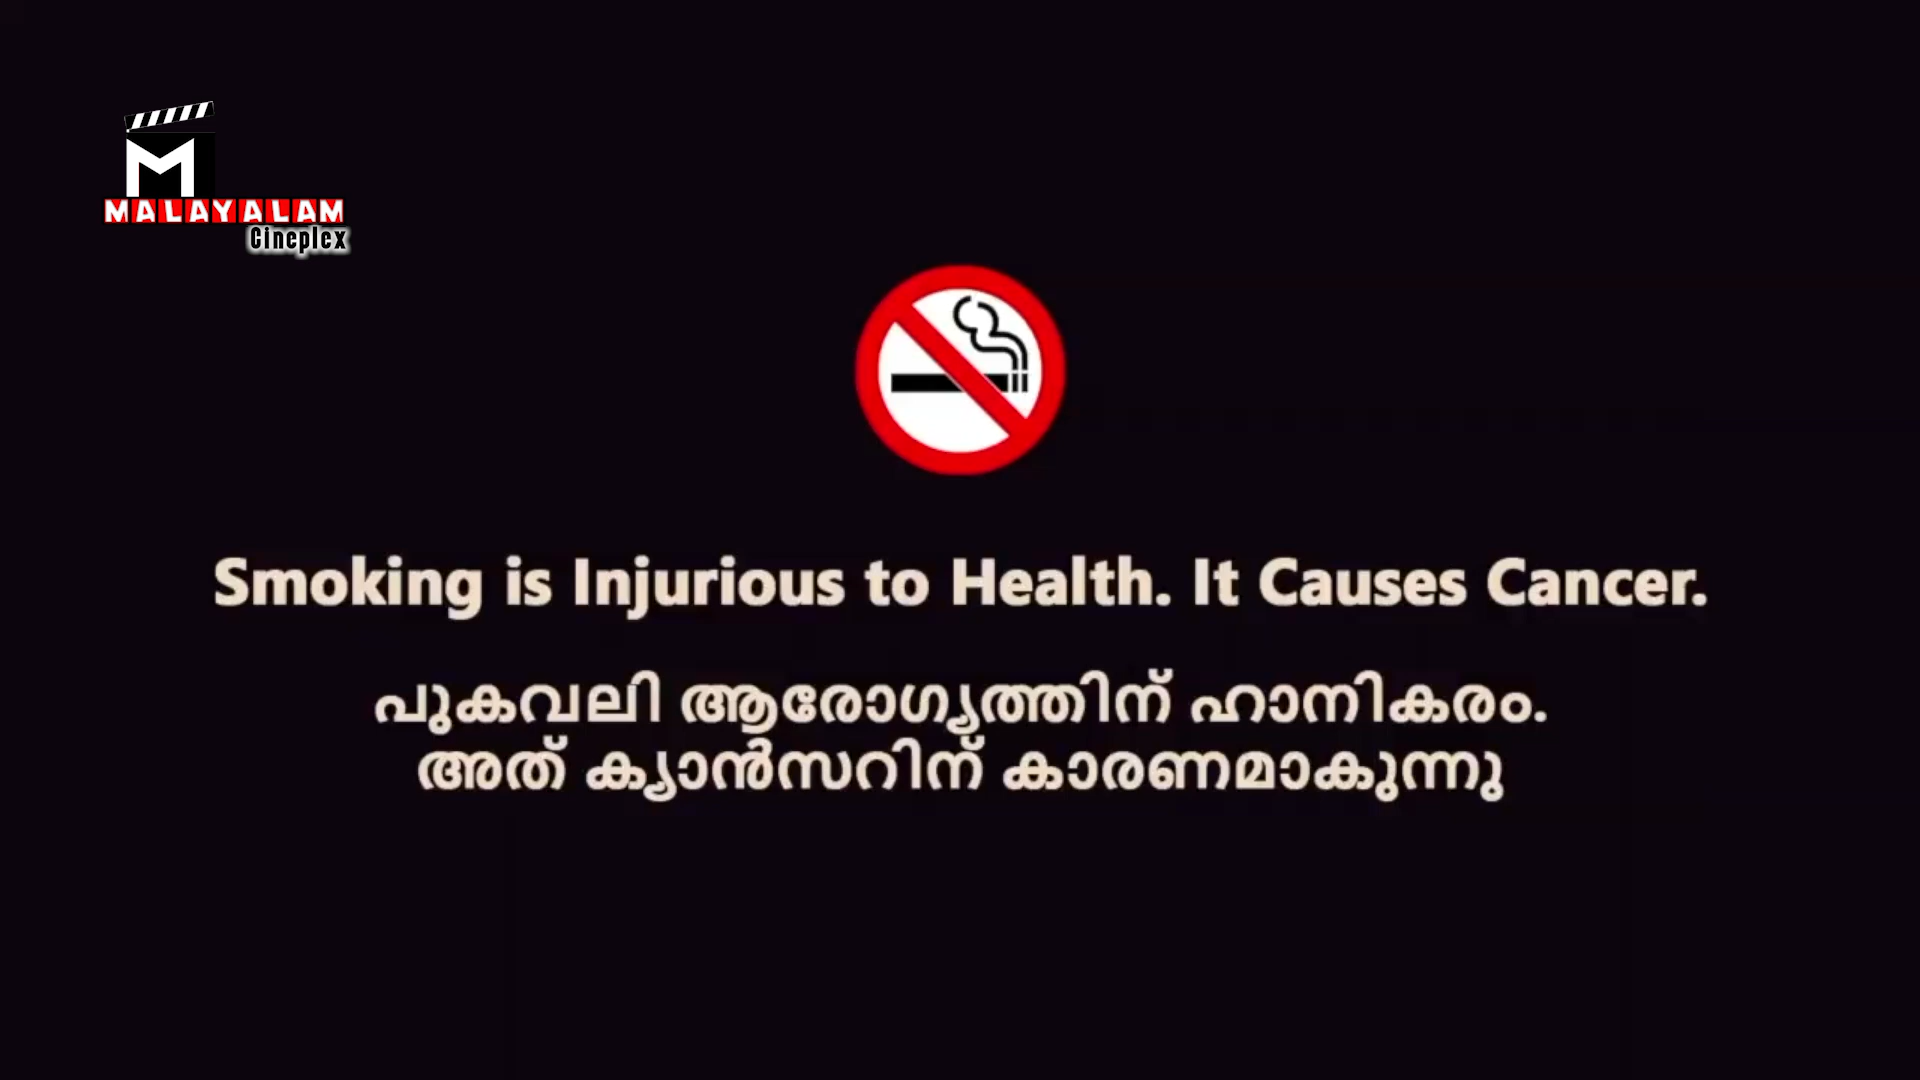 M
MALAYALAM
Cineplex
Smoking is Injurious to Health. It Causes Cancer.
പുകവലി ആരോഗ്യത്തിന് ഹാനികരം.
അത് ക്യാൻസറിന് കാരണമാകുന്നു